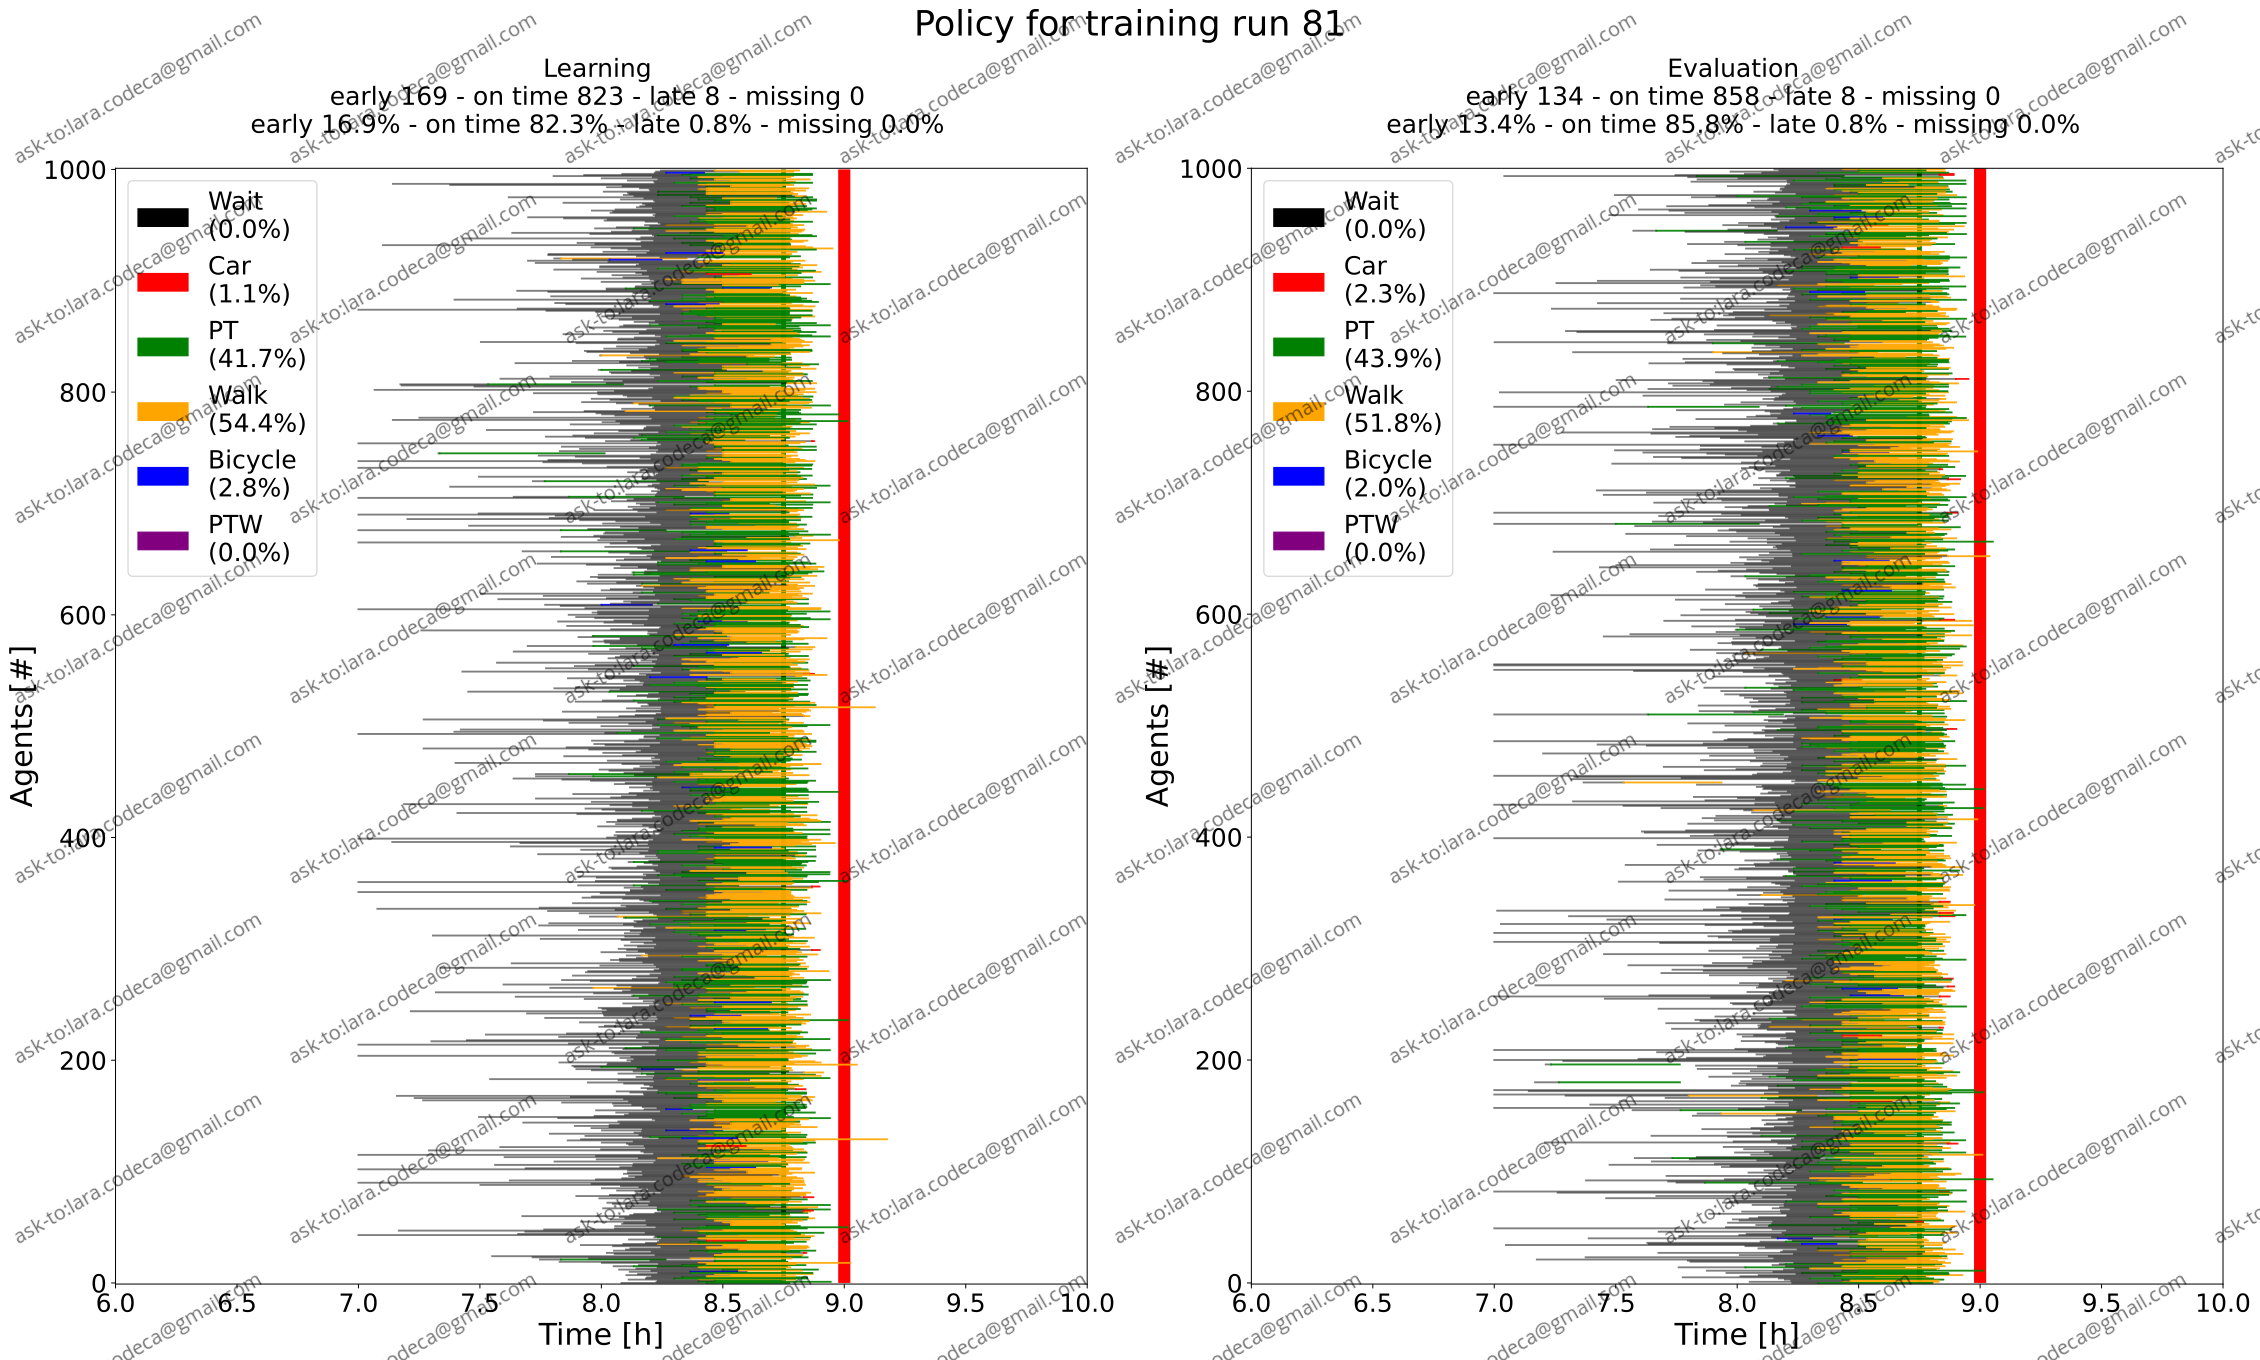 Policy for training run 81
Learning
early 169 - on time 823 - late 8 - missing 0
early 16.9% - on time 82.3% - late 0.8% - missing 0.0%
1000
800
600
400
200
0
Agents [#]
Wait
(0.0%)
Car
(1.1%)
PT
(41.7%)
Walk
(54.4%)
Bicycle
(2.8%)
PTW
(0.0%)
6.0 6.5 7.0 7.5 8.0 8.5 9.0 9.5 10.0
Time [h]
Evaluation
early 134 - on time 858 - late 8 - missing 0
early 13.4% - on time 85.8% - late 0.8% - missing 0.0%
1000
800
600
400
200
0
Agents [#]
Wait
(0.0%)
Car
(2.3%)
PT
(43.9%)
Walk
(51.8%)
Bicycle
(2.0%)
PTW
(0.0%)
6.0 6.5 7.0 7.5 8.0 8.5 9.0 9.5 10.0
Time [h]
ask-to:lara.codeca@gmail.com